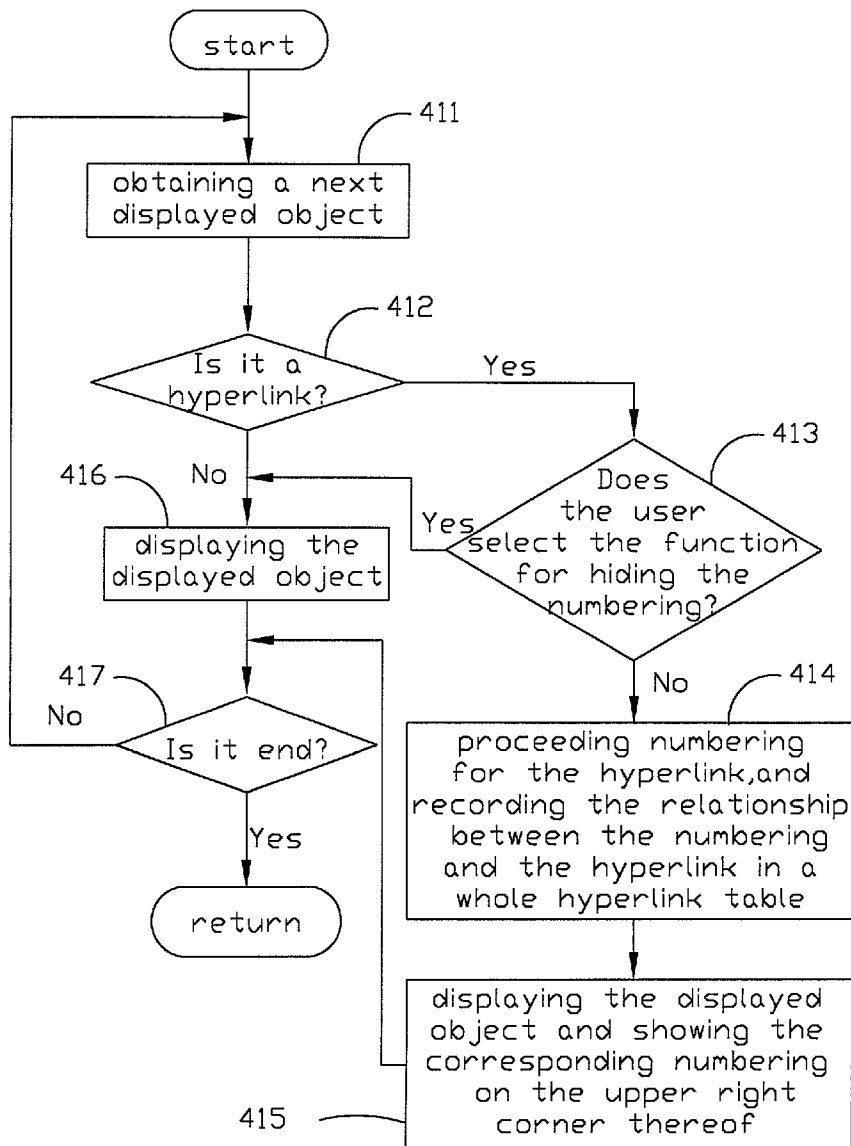 start
411
obtaining a next
displayed object
412
Is it a
hyperlink?
Yes
No
413
Does
the user
select the function
for hiding the
numbering?
Yes
416
displaying the
displayed object
417
No
Is it end?
Yes
return
No
414
proceeding numbering
for the hyperlink,and
recording the relationship
between the numbering
and the hyperlink in a
whole hyperlink table
displaying the displayed
object and showing the
corresponding numbering
on the upper right
corner thereof
415